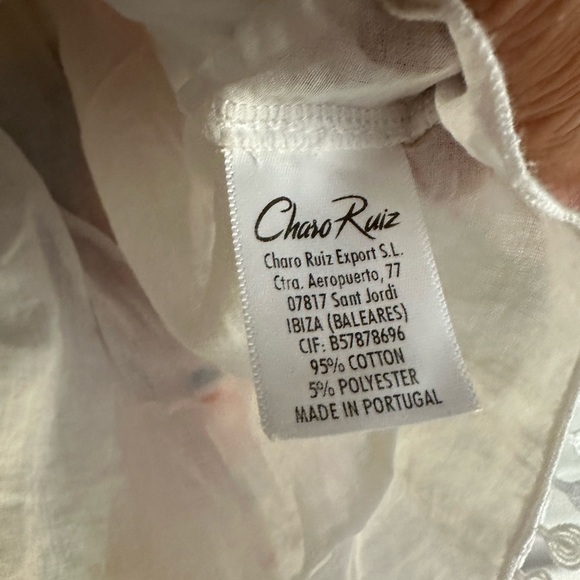 Charo Ruiz
Charo Ruiz Export S.L.
Ctra. Aeropuerto, 77
07817 Sant Jordi
IBIZA (BALEARES)
CIF: B57878696
95% COTTON
5% POLYESTER
MADE IN PORTUGAL